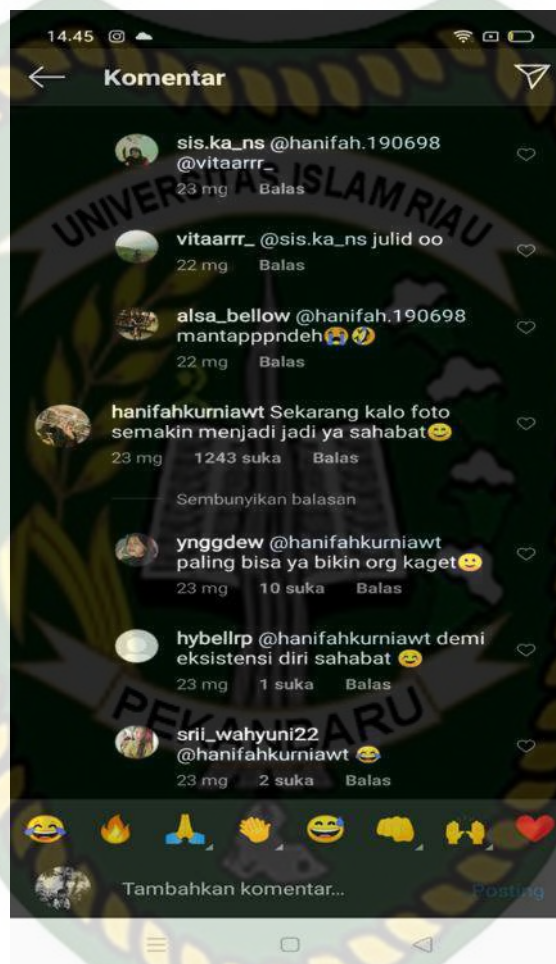 14.45
Komentar
sis.ka_ns @hanifah.190698
@vitaarrr_
23 mg Balas
UNIVERSITAS ISLAM RIAU
vitaarrr_ @sis.ka_ns julid oo
22 mg Balas
alsa_bellow @hanifah.190698
mantapppndeh😭🤣
22 mg Balas
hanifahkurniawt Sekarang kalo foto
semakin menjadi jadi ya sahabat😊
23 mg 1243 suka Balas
Sembunyikan balasan
ynggdew @hanifahkurniawt
paling bisa ya bikin org kaget🙂
23 mg 10 suka Balas
hybellrp @hanifahkurniawt demi
eksistensi diri sahabat 😅
23 mg 1 suka Balas
PEKANBARU
srii_wahyuni22
@hanifahkurniawt 😂
23 mg 2 suka Balas
😂 🔥 🙏 👏 😅 👊 🙌 ❤️
Tambahkan komentar... Posting